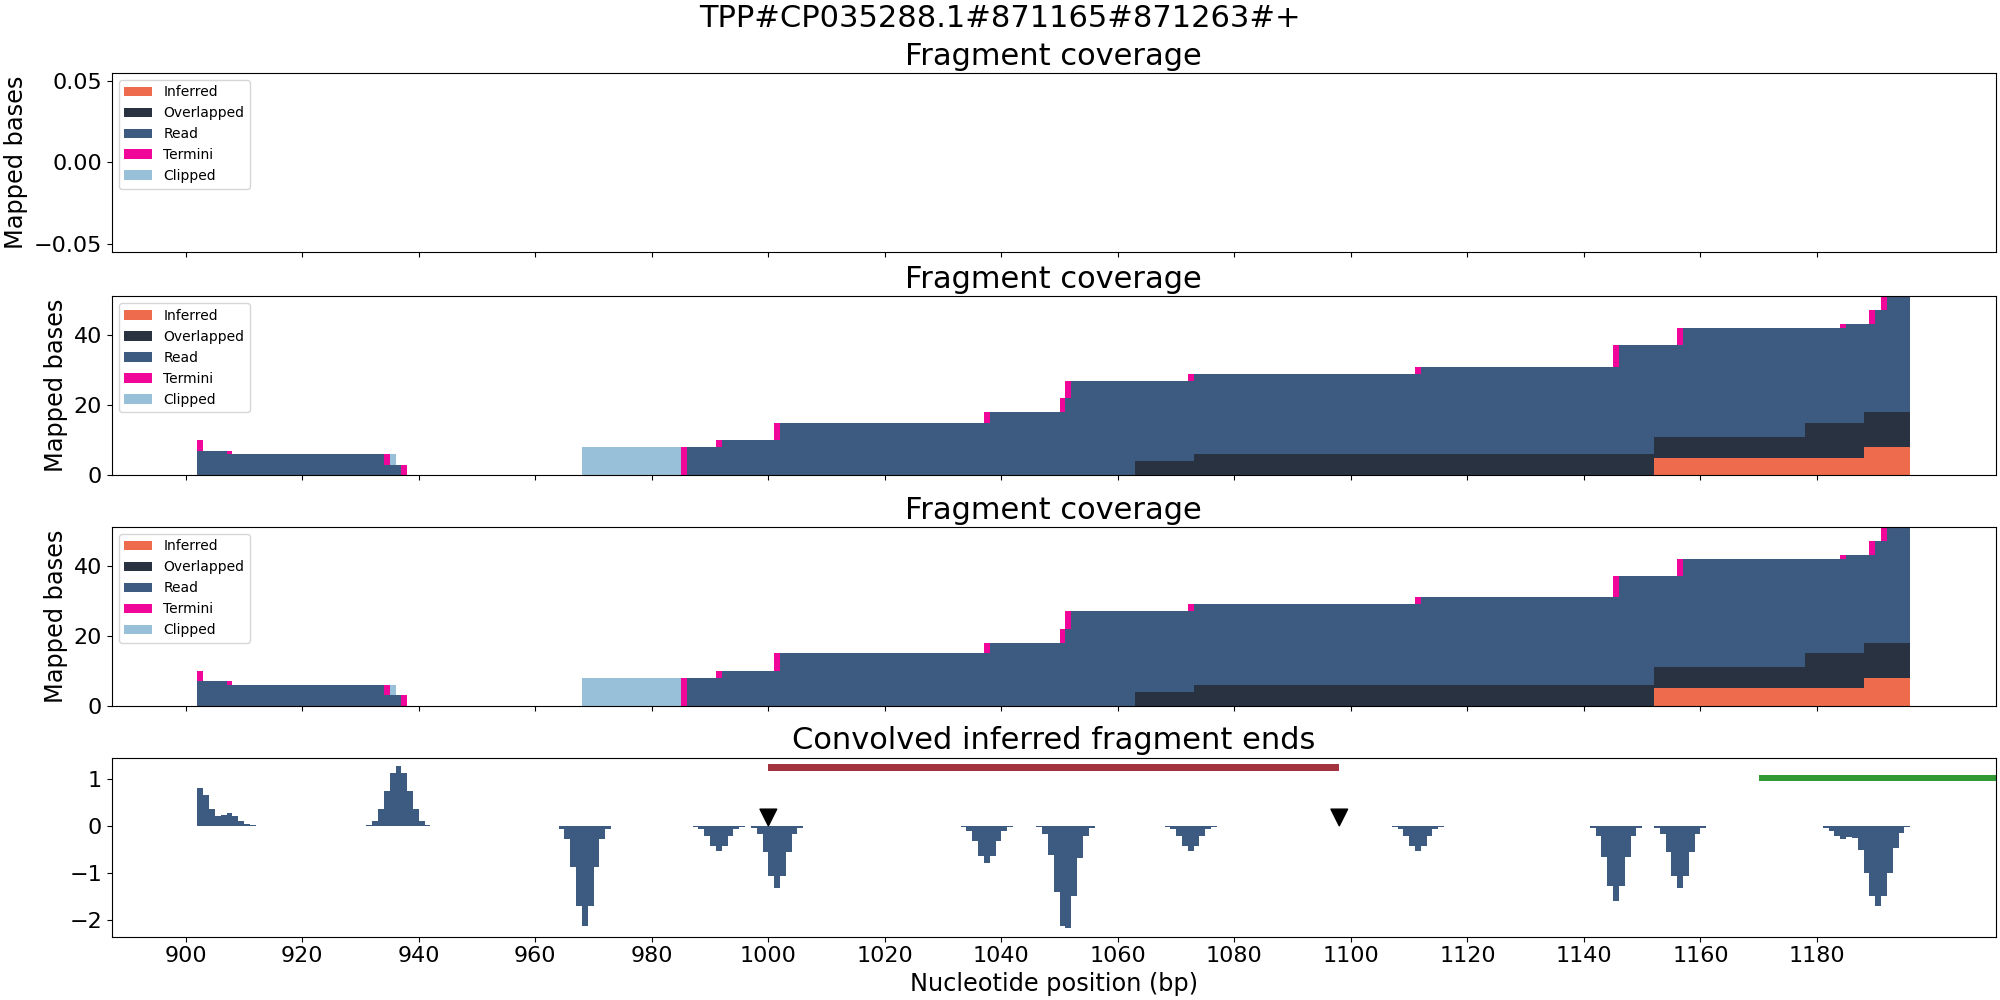 TPP#CP035288.1#871165#871263#+
Fragment coverage
Mapped bases
0.05
0.00
−0.05
Inferred
Overlapped
Read
Termini
Clipped
Fragment coverage
Mapped bases
40
20
0
Inferred
Overlapped
Read
Termini
Clipped
Fragment coverage
Mapped bases
40
20
0
Inferred
Overlapped
Read
Termini
Clipped
Convolved inferred fragment ends
1
0
−1
−2
900 920 940 960 980 1000 1020 1040 1060 1080 1100 1120 1140 1160 1180
Nucleotide position (bp)